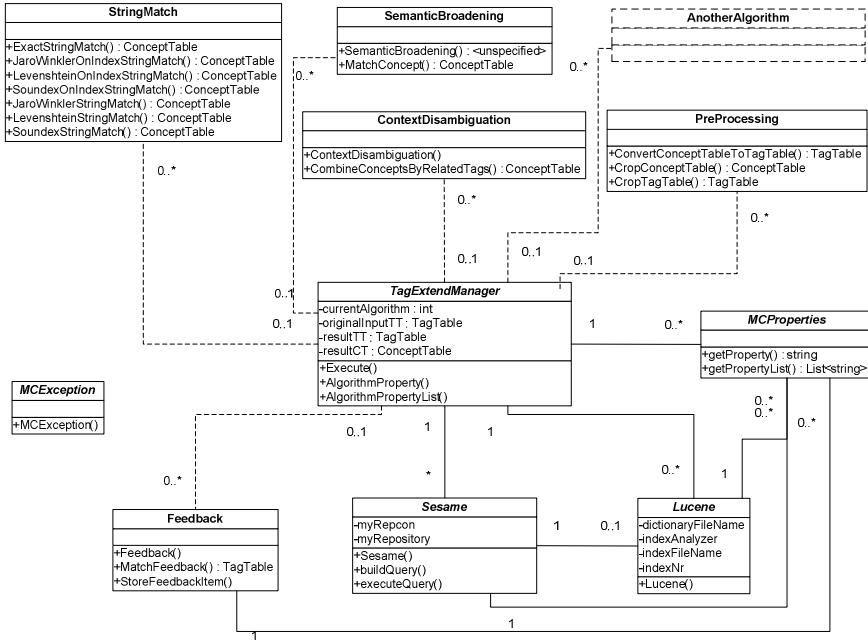 StringMatch
+ExactStringMatch() : ConceptTable
+JaroWinklerOnIndexStringMatch() : ConceptTable
+LevenshteinOnIndexStringMatch() : ConceptTable
+SoundexOnIndexStringMatch() : ConceptTable
+JaroWinklerStringMatch() : ConceptTable
+LevenshteinStringMatch() : ConceptTable
+SoundexStringMatch() : ConceptTable
SemanticBroadening
+SemanticBroadening() : <unspecified>
+MatchConcept() : ConceptTable
AnotherAlgorithm
0..*
0..*
ContextDisambiguation
+ContextDisambiguation()
+CombineConceptsByRelatedTags() : ConceptTable
PreProcessing
+ConvertConceptTableToTagTable() : TagTable
+CropConceptTable() : ConceptTable
+CropTagTable() : TagTable
0..*
0..*
0..*
0..1
0..1
0..1
0..1
0..1
TagExtendManager
-currentAlgorithm : int
-originalInputTT : TagTable
-resultTT : TagTable
-resultCT : ConceptTable
+Execute()
+AlgorithmProperty()
+AlgorithmPropertyList()
1
0..*
MCProperties
+getProperty() : string
+getPropertyList() : List<string>
MCException
+MCException()
0..1
1
1
0..*
0..*
0..*
0..*
*
0..*
1
Feedback
+Feedback()
+MatchFeedback() : TagTable
+StoreFeedbackItem()
Sesame
-myRepcon
-myRepository
+Sesame()
+buildQuery()
+executeQuery()
1
0..1
Lucene
-dictionaryFileName
-indexAnalyzer
-indexFileName
-indexNr
+Lucene()
1
1